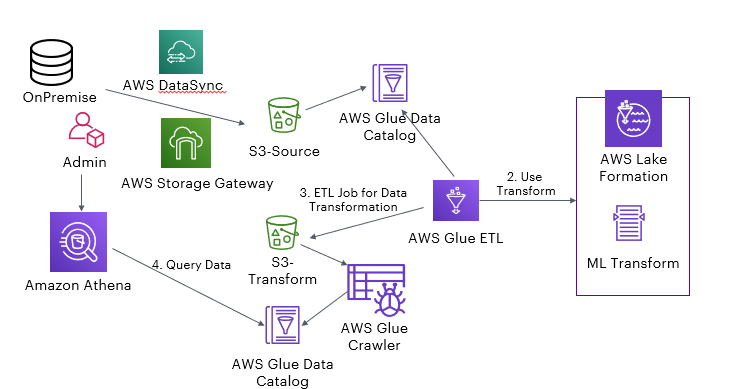 OnPremise
AWS DataSync
AWS Glue Data
Catalog
S3-Source
Admin
AWS Storage Gateway
AWS Lake
Formation
2. Use
Transform
3. ETL Job for Data
Transformation
AWS Glue ETL
ML Transform
S3-
Transform
4. Query Data
Amazon Athena
AWS Glue
Crawler
AWS Glue Data
Catalog